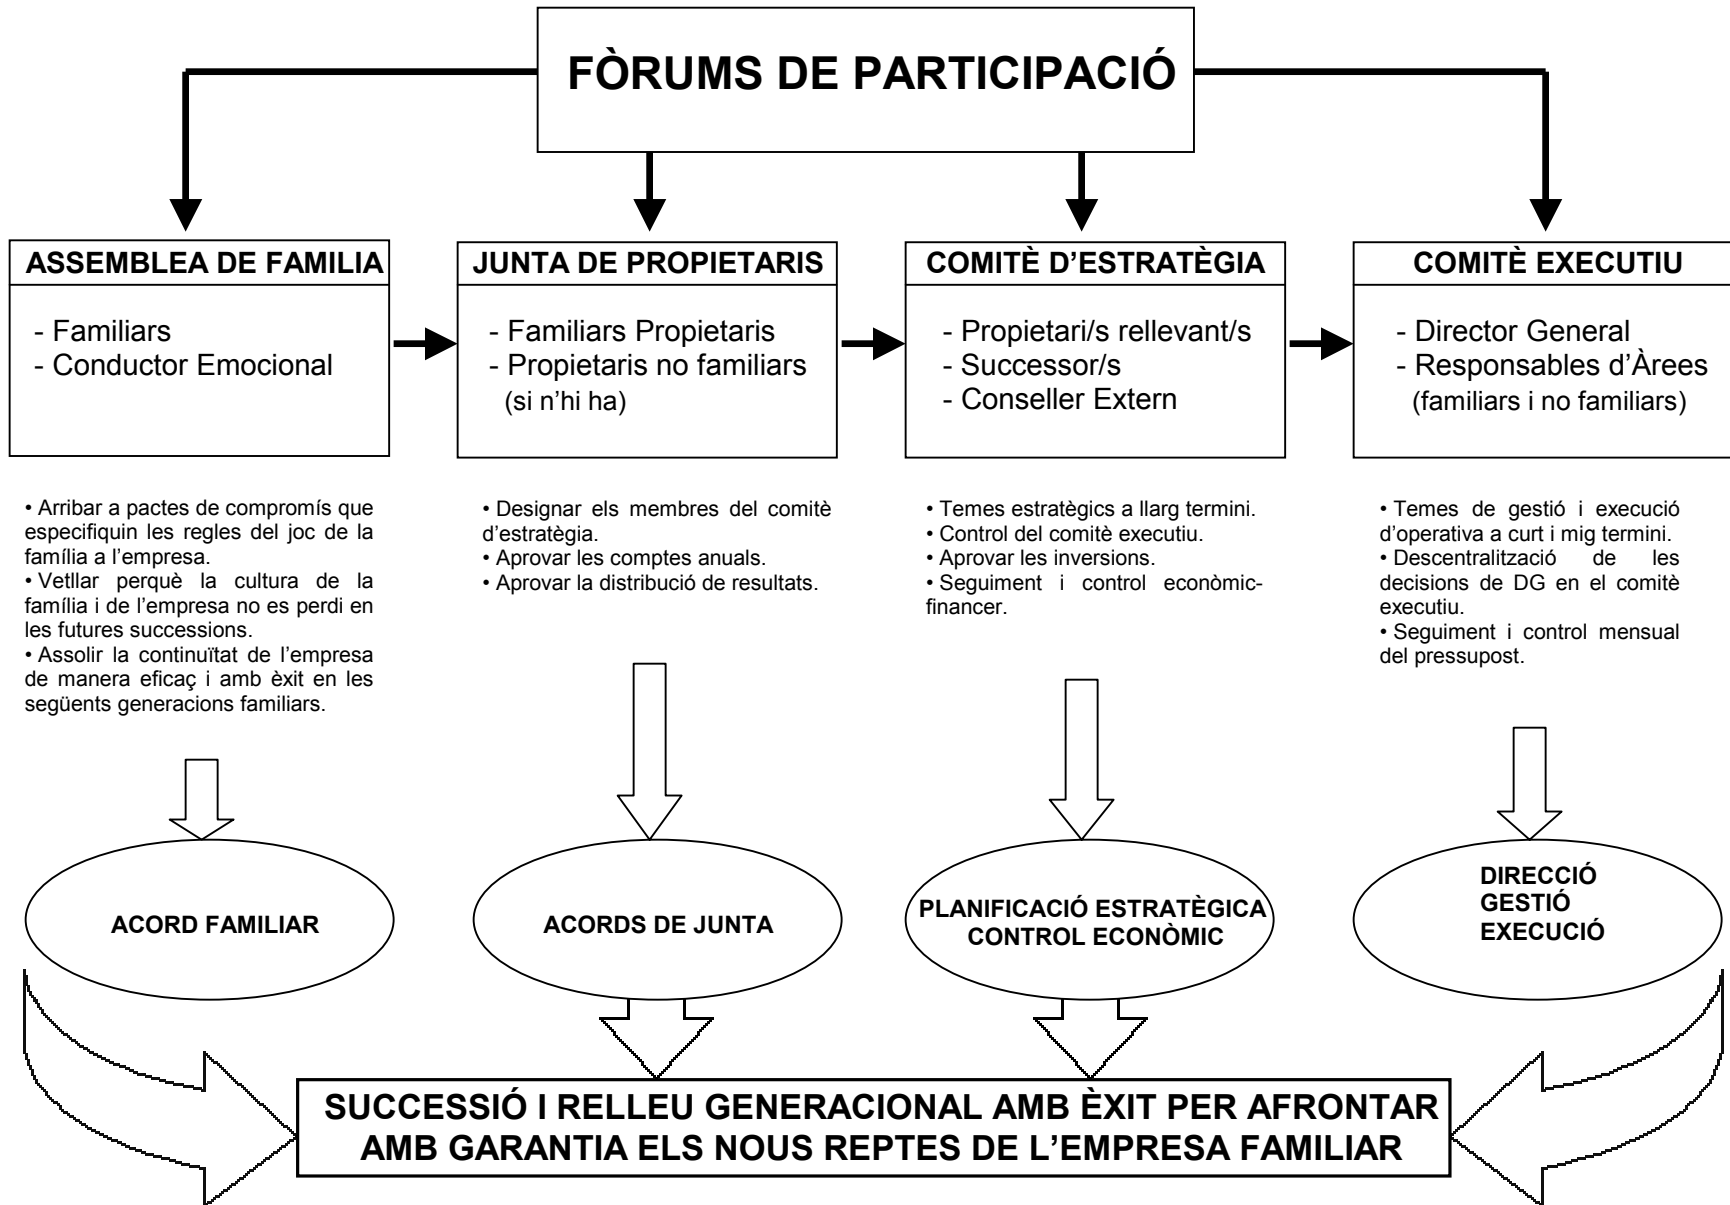 FÒRUMS DE PARTICIPACIÓ
ASSEMBLEA DE FAMILIA
- Familiars
- Conductor Emocional
JUNTA DE PROPIETARIS
- Familiars Propietaris
- Propietaris no familiars
(si n’hi ha)
COMITÈ D’ESTRATÈGIA
- Propietari/s rellevant/s
- Successor/s
- Conseller Extern
COMITÈ EXECUTIU
- Director General
- Responsables d’Àrees
(familiars i no familiars)
• Arribar a pactes de compromís que
especifiquin les regles del joc de la
família a l’empresa.
• Vetllar perquè la cultura de la
família i de l’empresa no es perdi en
les futures successions.
• Assolir la continuïtat de l’empresa
de manera eficaç i amb èxit en les
següents generacions familiars.
• Designar els membres del comitè
d’estratègia.
• Aprovar les comptes anuals.
• Aprovar la distribució de resultats.
• Temes estratègics a llarg termini.
• Control del comitè executiu.
• Aprovar les inversions.
• Seguiment i control econòmic-
financer.
• Temes de gestió i execució
d’operativa a curt i mig termini.
• Descentralització de les
decisions de DG en el comitè
executiu.
• Seguiment i control mensual
del pressupost.
ACORD FAMILIAR
ACORDS DE JUNTA
PLANIFICACIÓ ESTRATÈGICA
CONTROL ECONÒMIC
DIRECCIÓ
GESTIÓ
EXECUCIÓ
SUCCESSIÓ I RELLEU GENERACIONAL AMB ÈXIT PER AFRONTAR
AMB GARANTIA ELS NOUS REPTES DE L’EMPRESA FAMILIAR